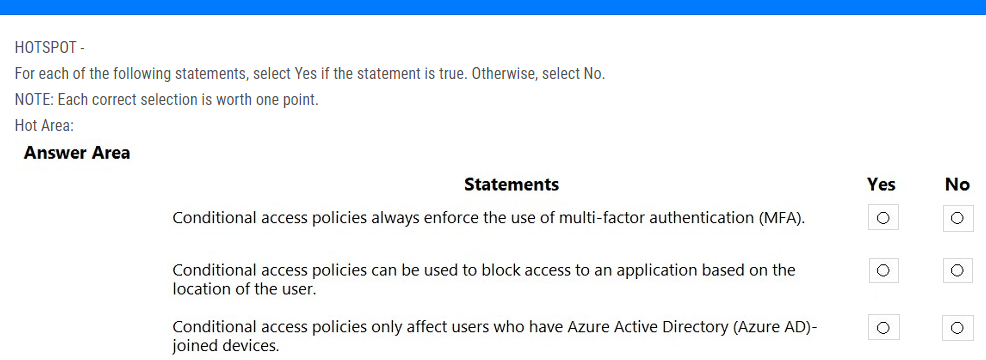 HOTSPOT -
For each of the following statements, select Yes if the statement is true. Otherwise, select No.
NOTE: Each correct selection is worth one point.
Hot Area:
Answer Area
Statements Yes No
Conditional access policies always enforce the use of multi-factor authentication (MFA).
Conditional access policies can be used to block access to an application based on the
location of the user.
Conditional access policies only affect users who have Azure Active Directory (Azure AD)-
joined devices.